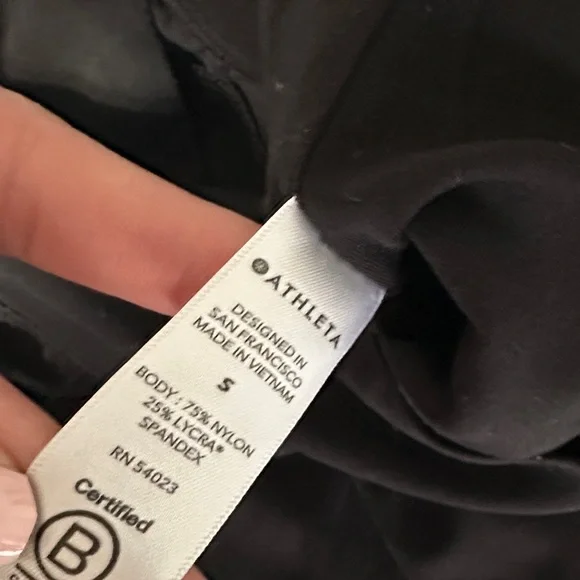 ATHLETA
DESIGNED IN
SAN FRANCISCO
MADE IN VIETNAM
S
BODY : 75% NYLON
25% LYCRA®
SPANDEX
RN 54023
Certified
B